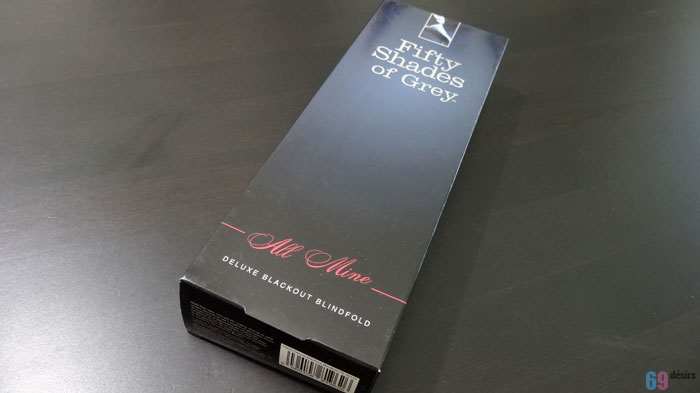 Fifty
Shades
of Grey
All Mine
DELUXE BLACKOUT BLINDFOLD
69 désirs